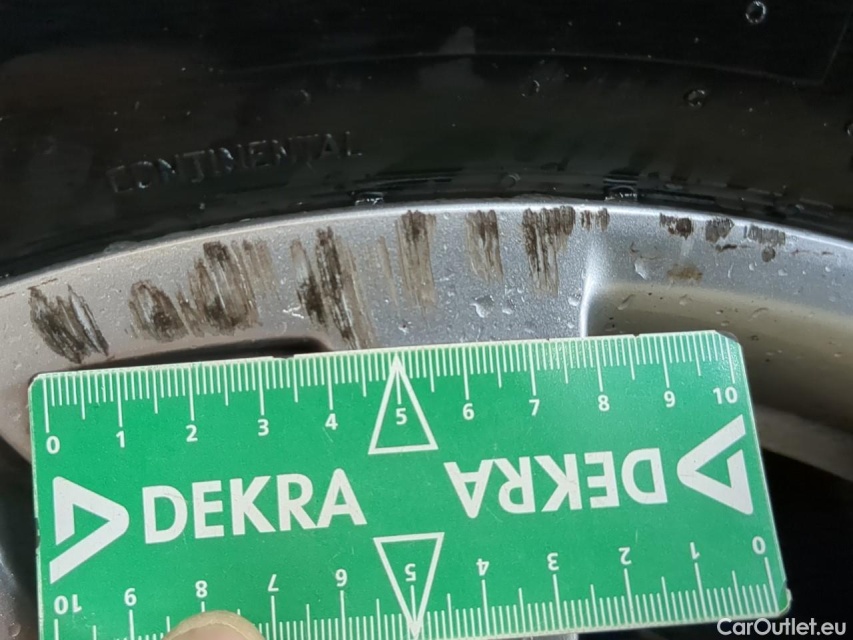 CONTINENTAL
0 1 2 3 4 5 6 7 8 9 10
DEKRA DEKRA
10 9 8 7 6 5 4 3 2 1 0
CarOutlet.eu